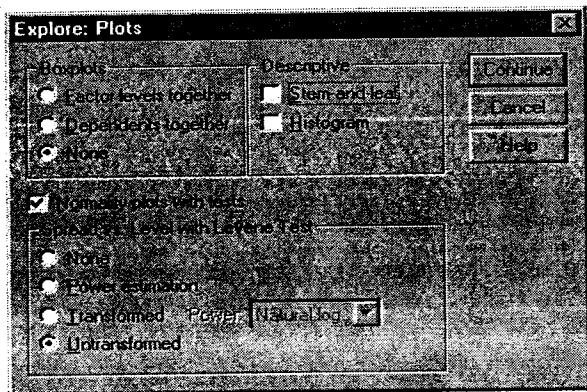 Explore: Plots
Boxplots
Factor levels together
Dependents together
None
Descriptive
Stem-and-leaf
Histogram
Continue
Cancel
Help
Normality plots with tests
Spread vs. Level with Levene Test
None
Power estimation
Transformed Power: Natural log
Untransformed